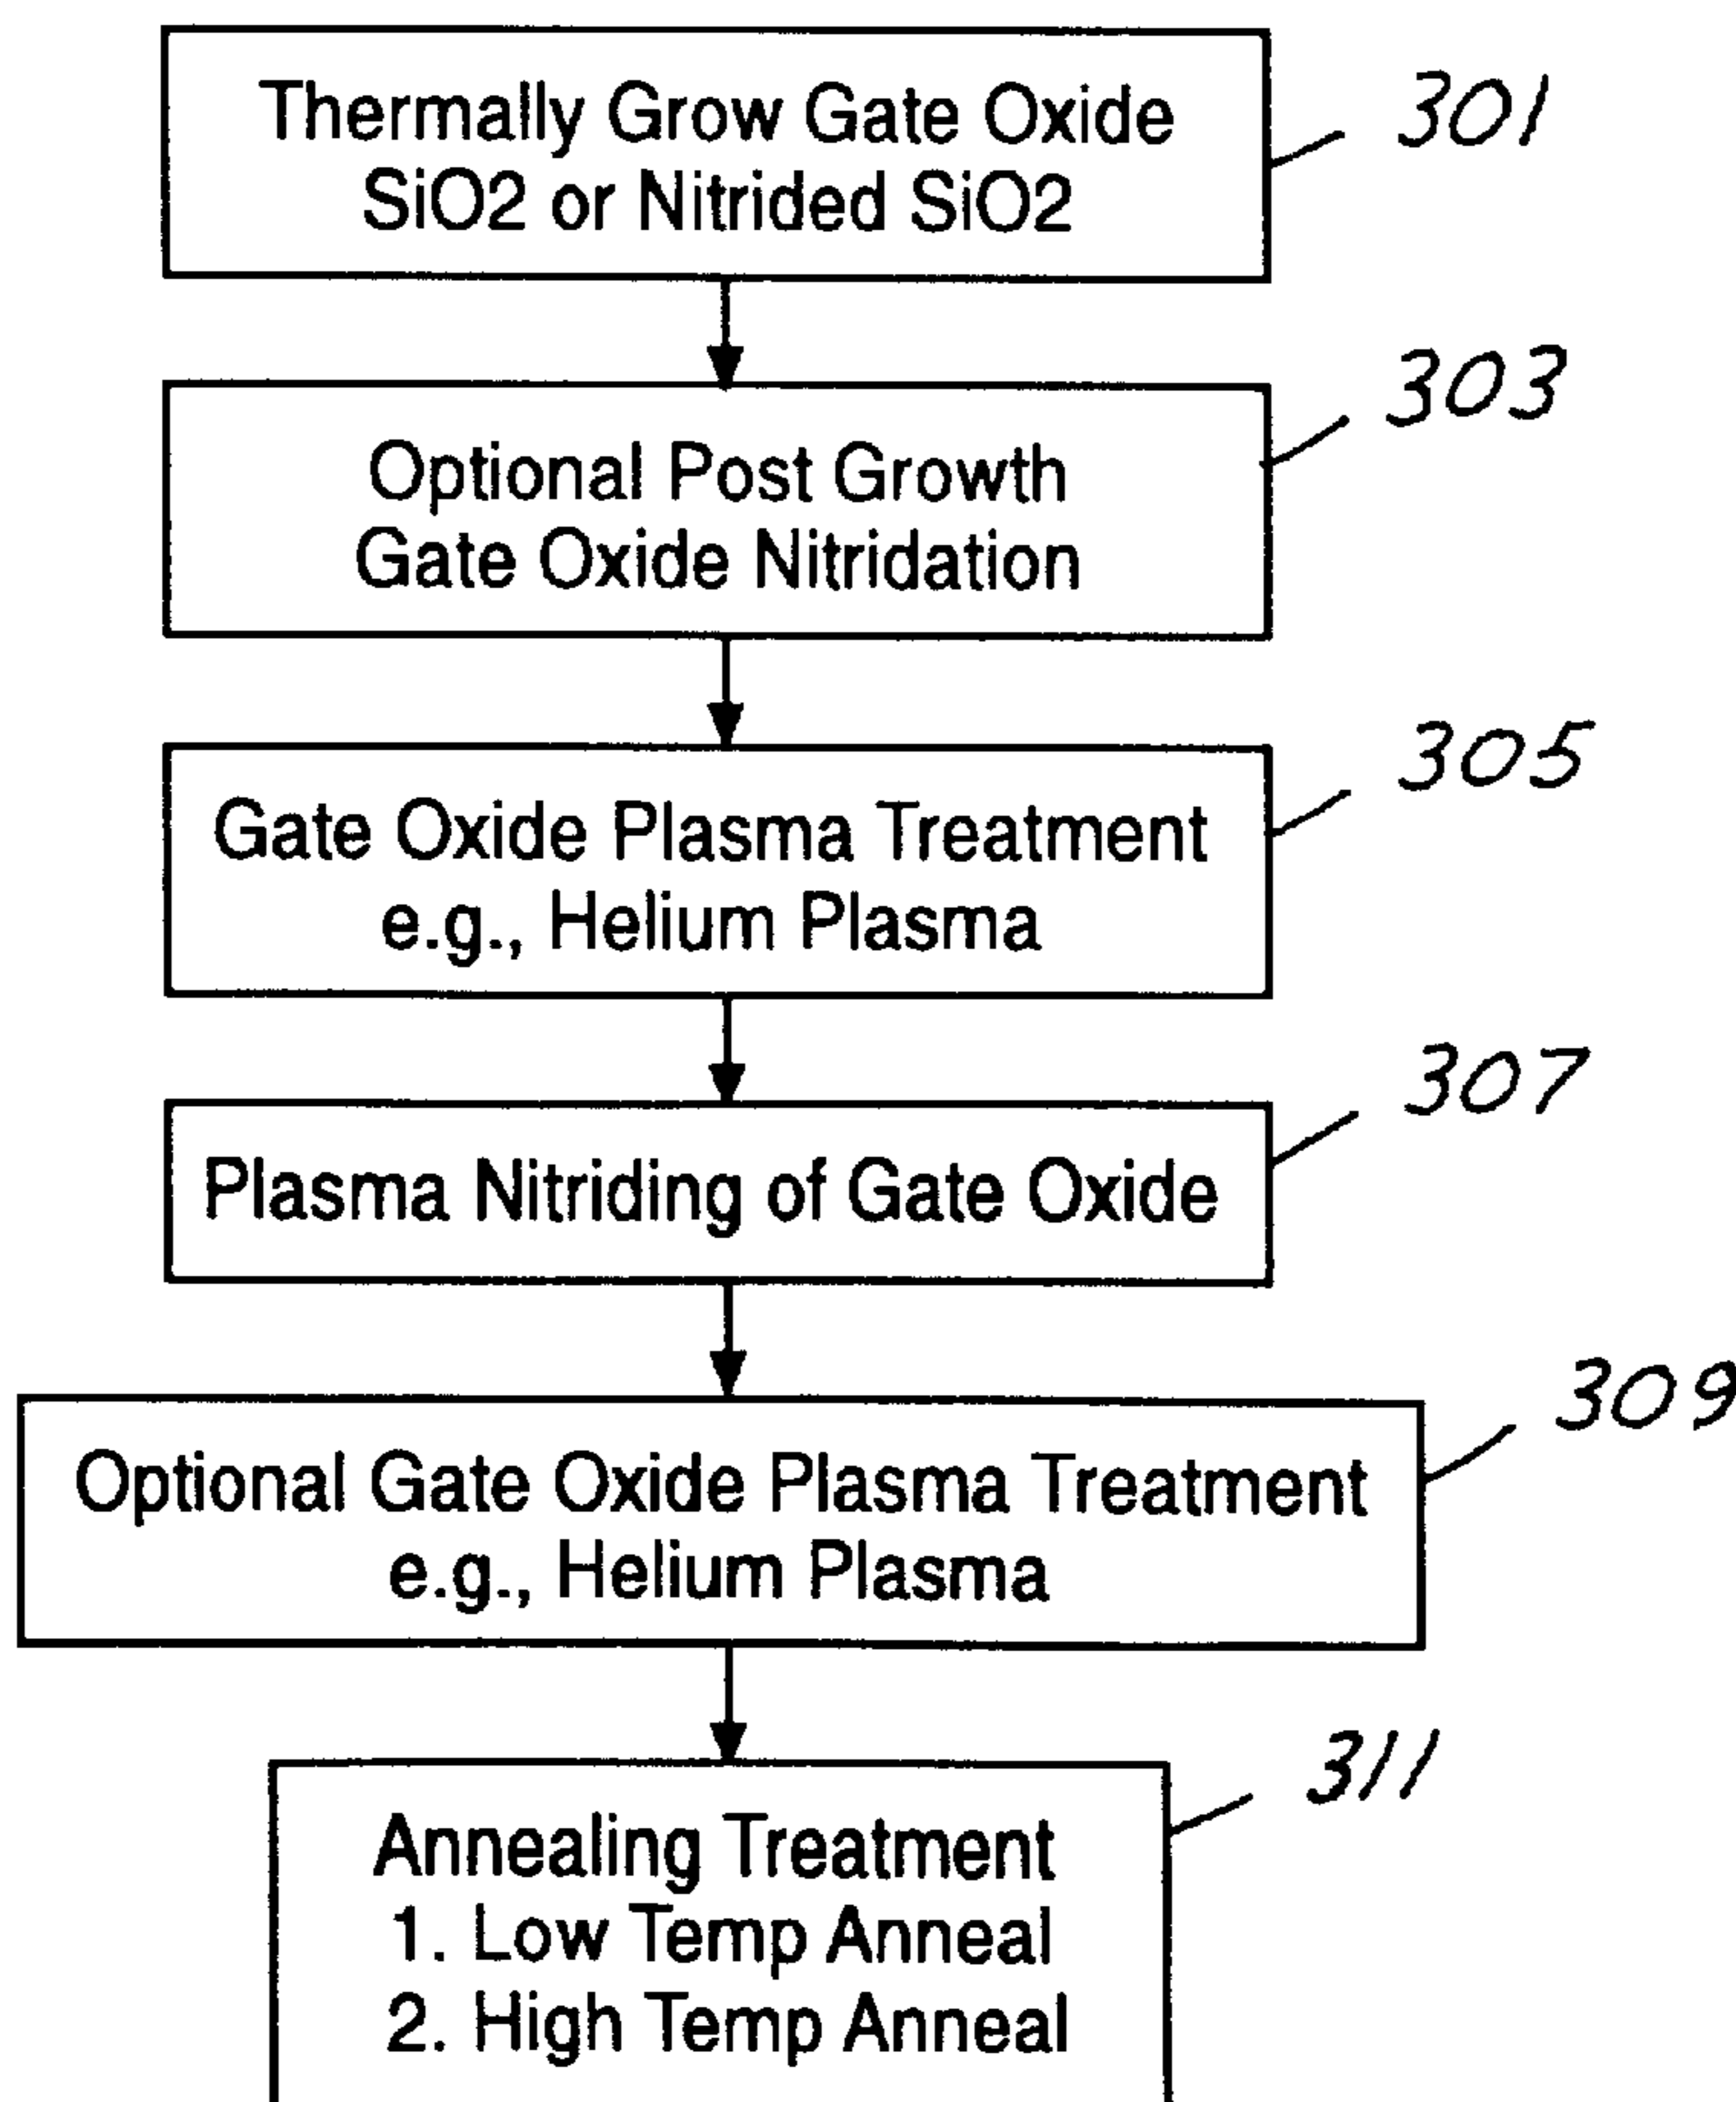 Thermally Grow Gate Oxide
SiO2 or Nitrided SiO2
301
Optional Post Growth
Gate Oxide Nitridation
303
Gate Oxide Plasma Treatment
e.g., Helium Plasma
305
Plasma Nitriding of Gate Oxide
307
Optional Gate Oxide Plasma Treatment
e.g., Helium Plasma
309
Annealing Treatment
1. Low Temp Anneal
2. High Temp Anneal
311